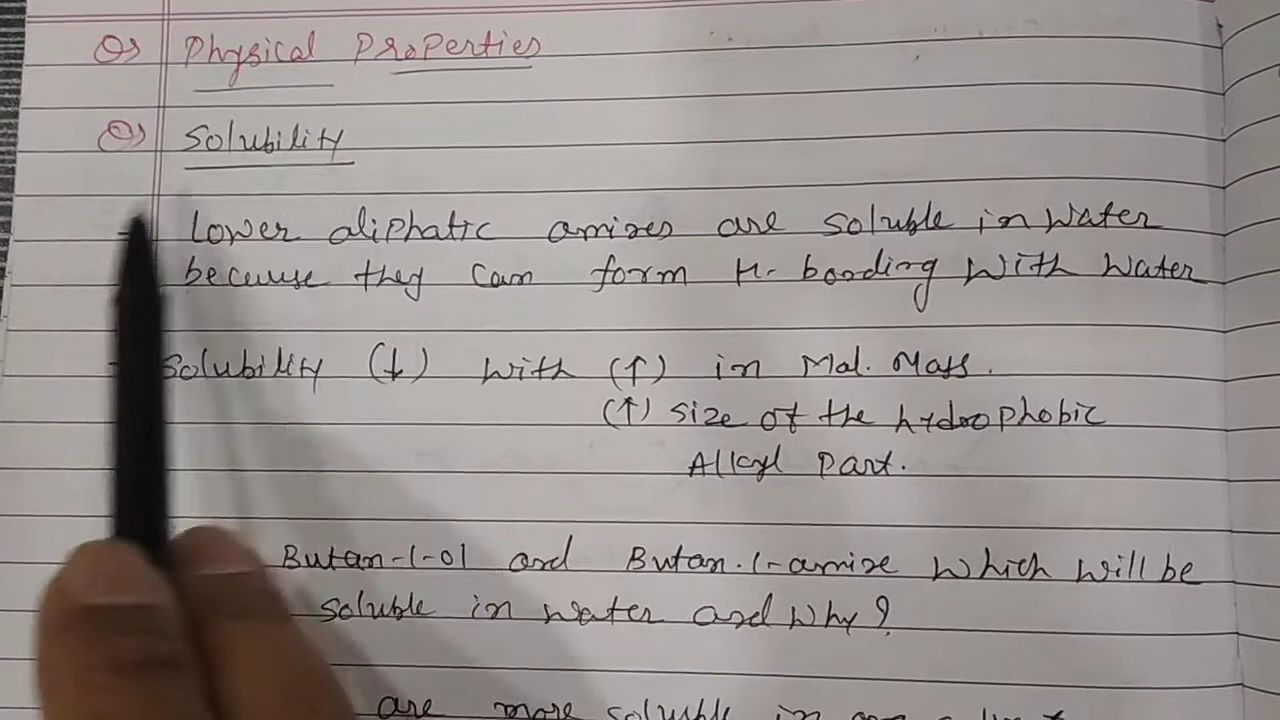 Physical Properties
Solubility
Lower aliphatic amines are soluble in water
because they can form H-bonding with water
Solubility (↓) with (↑) in Mol. Mass.
(↑) size of the hydrophobic
Alkyl Part.
Butan-1-ol and Butan-1-amine which will be
soluble in water and why?
are more soluble in